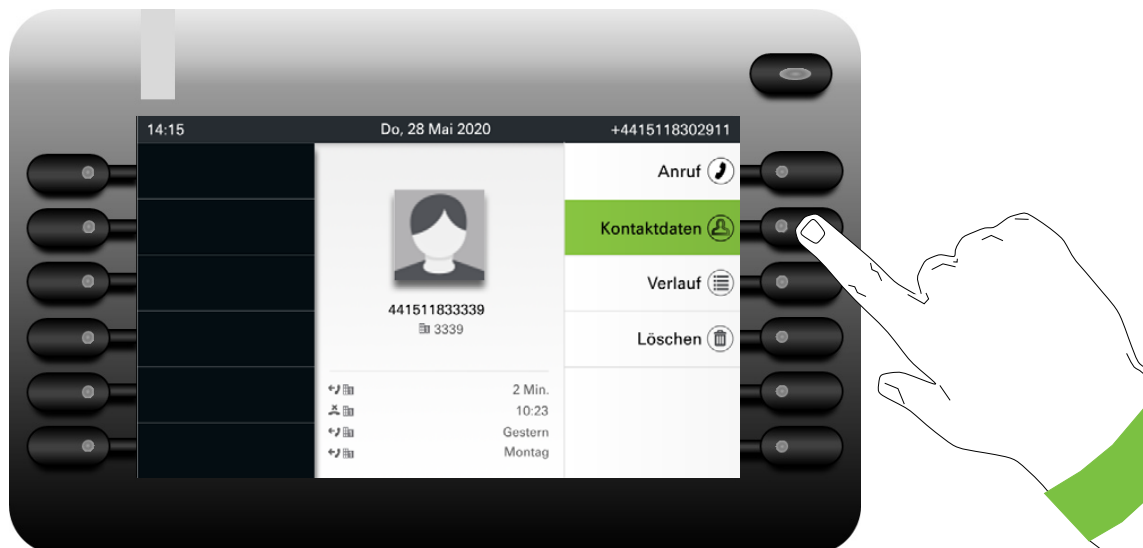 14:15 Do, 28 Mai 2020 +4415118302911
Anruf
Kontaktdaten
Verlauf
Löschen
441511833339
3339
2 Min.
10:23
Gestern
Montag